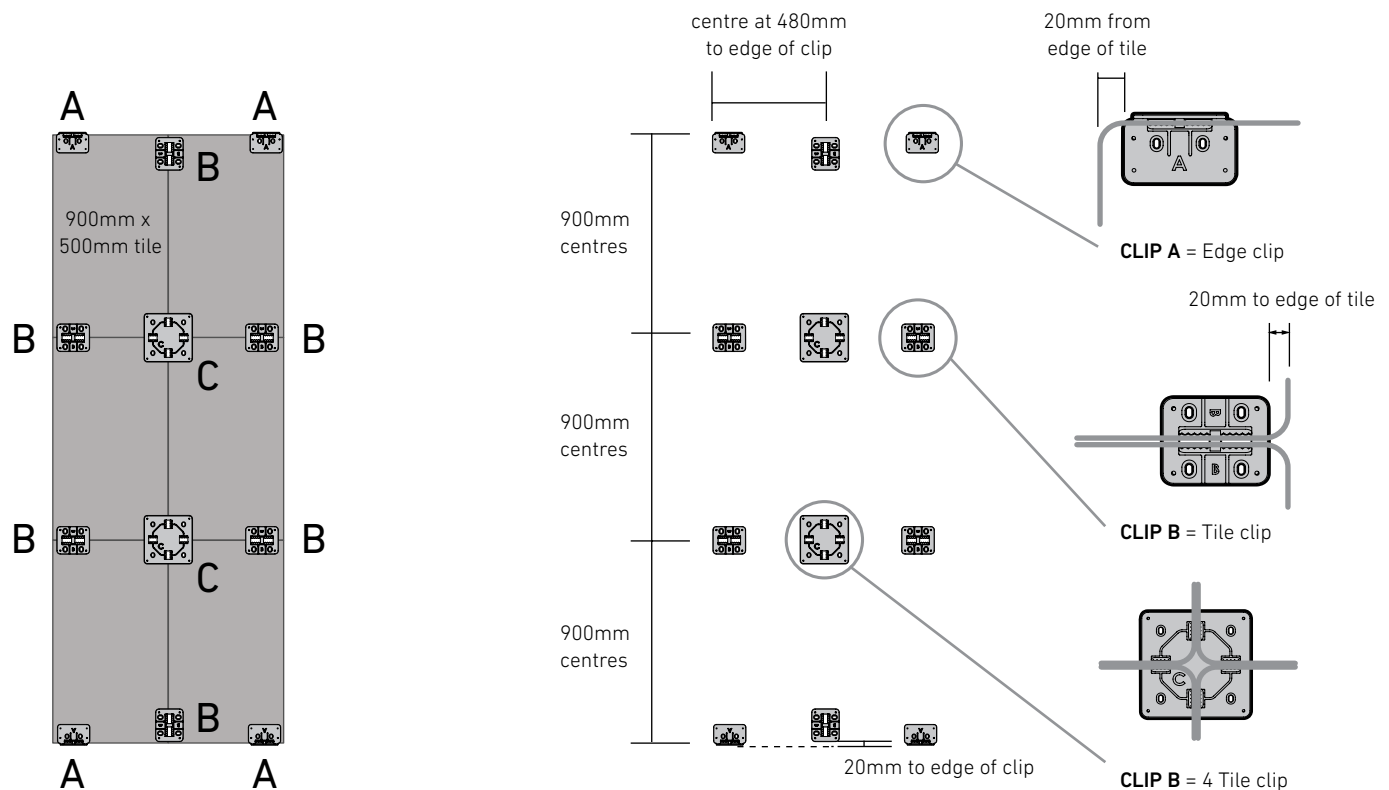 A
A
B
900mm x
500mm tile
B
B
C
B
B
C
B
A
A
centre at 480mm
to edge of clip
20mm from
edge of tile
A
A
A
CLIP A = Edge clip
900mm
centres
20mm to edge of tile
C
B
B
CLIP B = Tile clip
900mm
centres
C
C
900mm
centres
20mm to edge of clip
CLIP B = 4 Tile clip